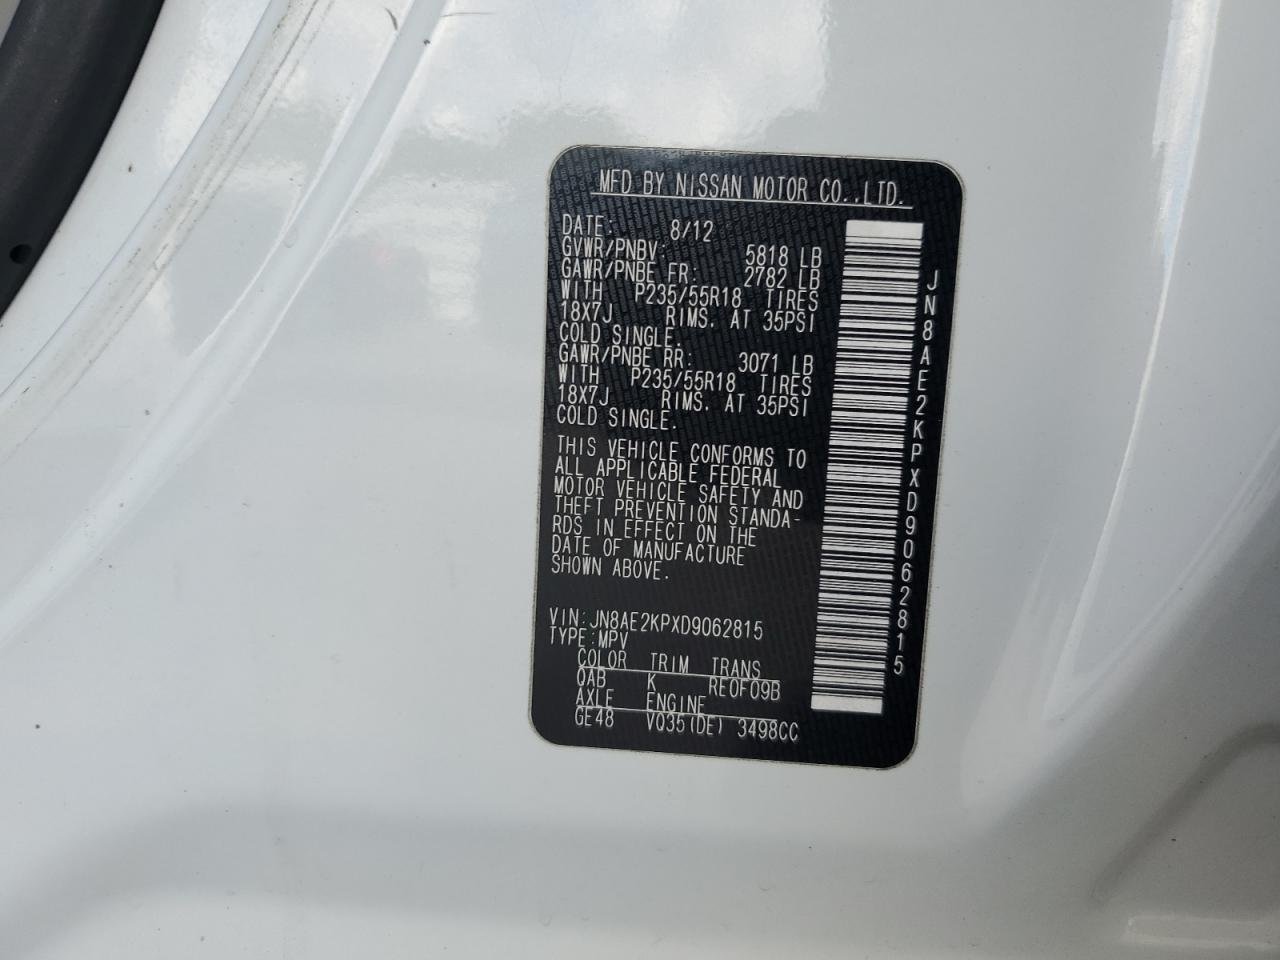 MFD BY NISSAN MOTOR CO.,LTD.
DATE: 8/12
GVWR/PNBV: 5818 LB
GAWR/PNBE FR: 2782 LB
WITH P235/55R18 TIRES
18X7J RIMS. AT 35PSI
COLD SINGLE.
GAWR/PNBE RR: 3071 LB
WITH P235/55R18 TIRES
18X7J RIMS. AT 35PSI
COLD SINGLE.
THIS VEHICLE CONFORMS TO
ALL APPLICABLE FEDERAL
MOTOR VEHICLE SAFETY AND
THEFT PREVENTION STANDA-
RDS IN EFFECT ON THE
DATE OF MANUFACTURE
SHOWN ABOVE.
VIN:JN8AE2KPXD9062815
TYPE:MPV
COLOR TRIM TRANS
QAB K RE0F09B
AXLE ENGINE
GE48 VQ35(DE) 3498CC
JN8AE2KPXD9062815